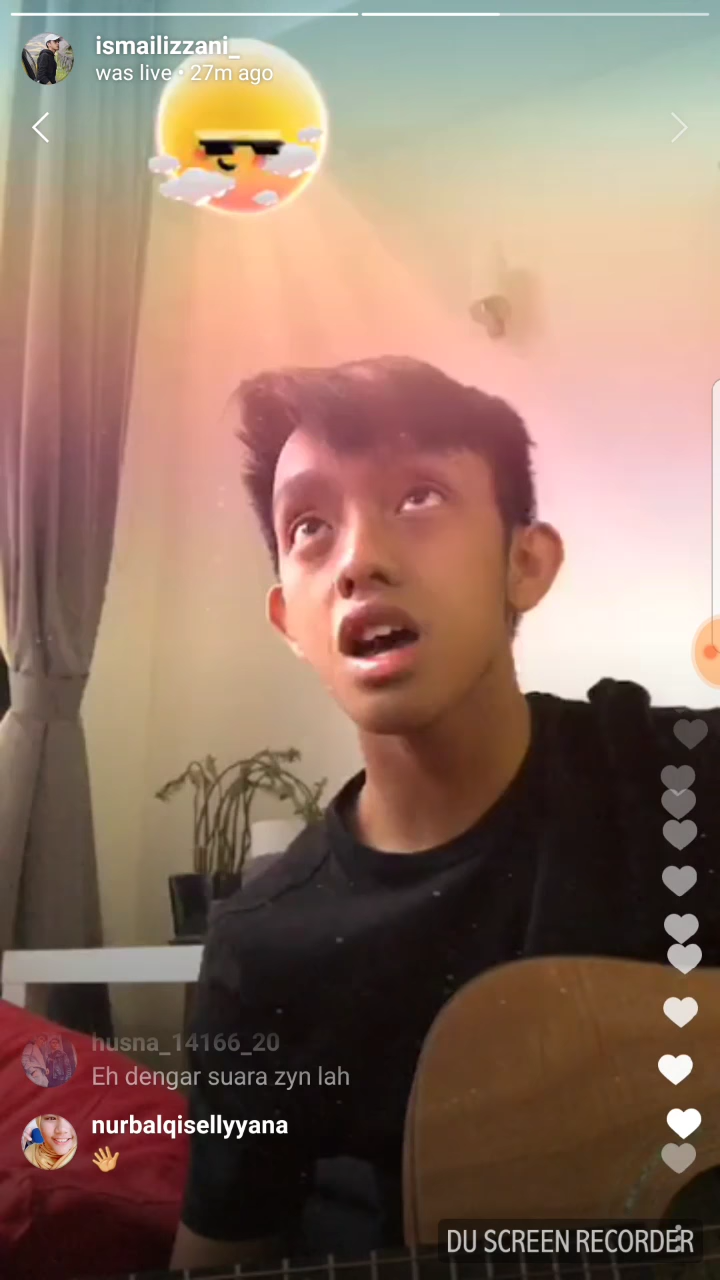 ismailizzani_
was live • 27m ago
husna_14166_20
Eh dengar suara zyn lah
nurbalqisellyyana
👋
DU SCREEN RECORDER